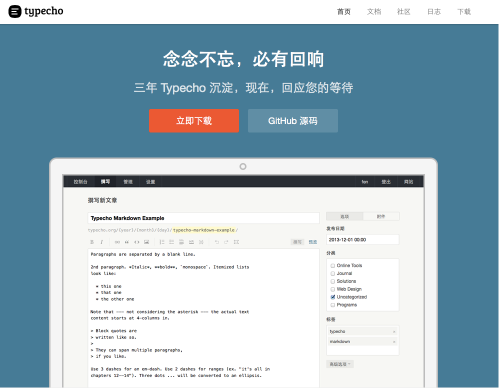 typecho
首页 文档 社区 日志 下载
念念不忘，必有回响
三年 Typecho 沉淀，现在，回应您的等待
立即下载 GitHub 源码
控制台 撰写 管理 设置 fen 登出 网站
撰写新文章
Typecho Markdown Example
typecho.org/{year}/{month}/{day}/typecho-markdown-example/
Paragraphs are separated by a blank line.
2nd paragraph. *Italic*, **bold**, `monospace`. Itemized lists
look like:
* this one
* that one
* the other one
Note that --- not considering the asterisk --- the actual text
content starts at 4-columns in.
> Block quotes are
> written like so.
>
> They can span multiple paragraphs,
> if you like.
Use 3 dashes for an em-dash. Use 2 dashes for ranges (ex. "it's all in
chapters 12--14"). Three dots ... will be converted to an ellipsis.
选项 附件
发布日期
2013-12-01 00:00
分类
Online Tools
Journal
Solutions
Web Design
Uncategorized
Programs
标签
typecho ×
markdown ×
高级选项